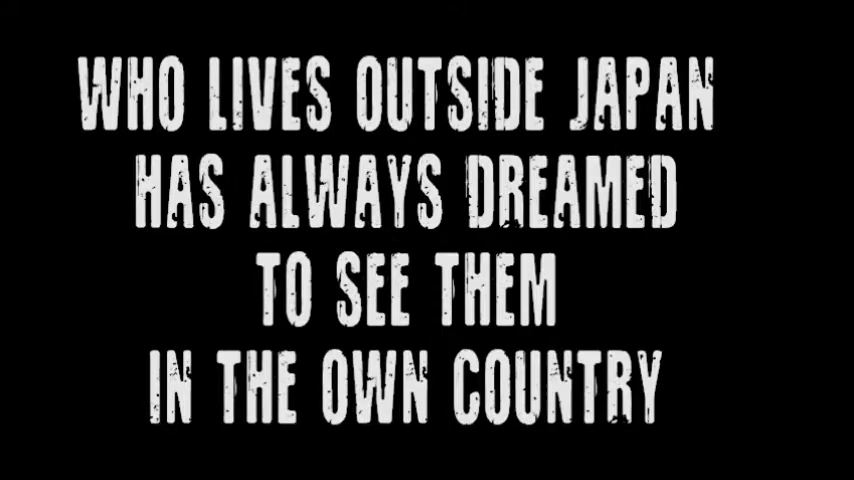 WHO LIVES OUTSIDE JAPAN
HAS ALWAYS DREAMED
TO SEE THEM
IN THE OWN COUNTRY